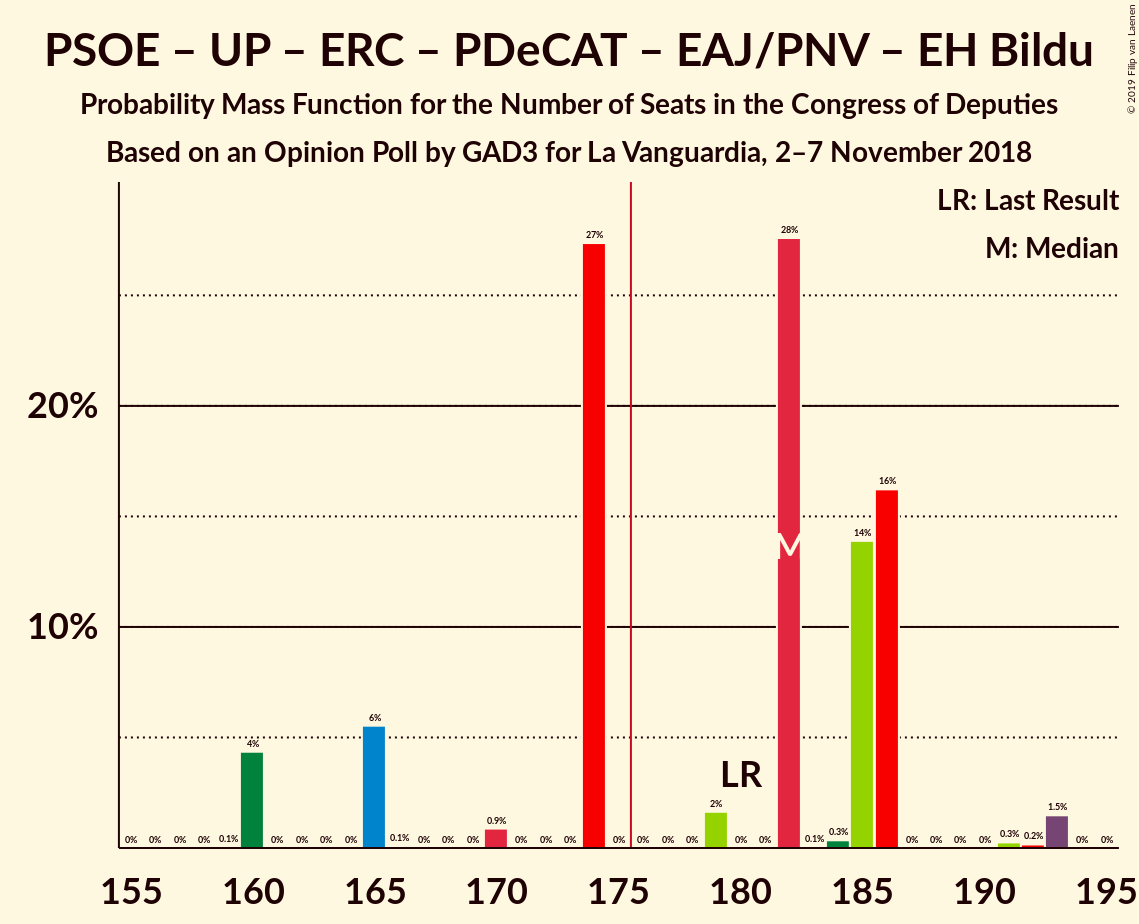 PSOE – UP – ERC – PDeCAT – EAJ/PNV – EH Bildu
Probability Mass Function for the Number of Seats in the Congress of Deputies
Based on an Opinion Poll by GAD3 for La Vanguardia, 2–7 November 2018
© 2019 Filip van Laenen
LR: Last Result
M: Median
20%
10%
0% 0% 0% 0% 0.1% 4% 0% 0% 0% 0% 6% 0.1% 0% 0% 0% 0.9% 0% 0% 0% 27% 0% 0% 0% 0% 2% 0% 0% 28% 0.1% 0.3% 14% 16% 0% 0% 0% 0% 0.3% 0.2% 1.5% 0% 0%
M
LR
155 160 165 170 175 180 185 190 195